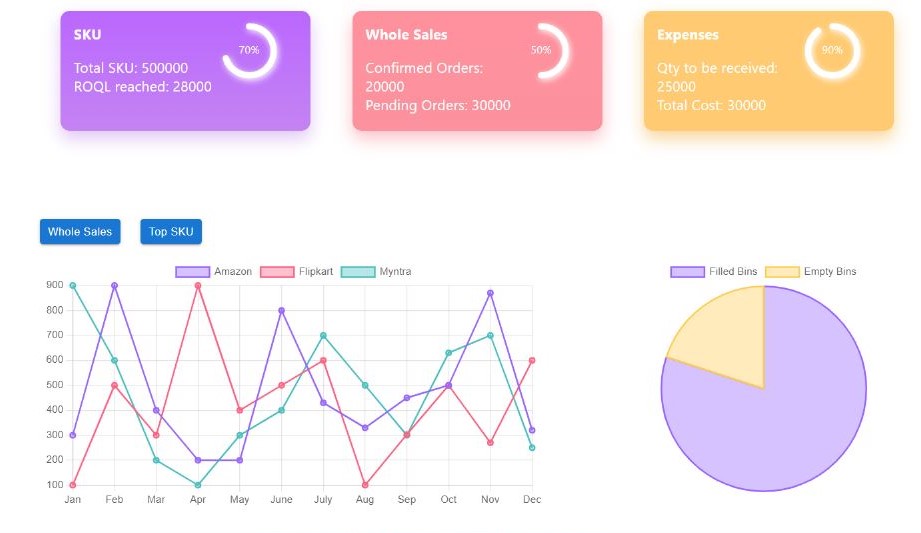 SKU
70%
Total SKU: 500000
ROQL reached: 28000
Whole Sales
50%
Confirmed Orders:
20000
Pending Orders: 30000
Expenses
90%
Qty to be received:
25000
Total Cost: 30000
Whole Sales
Top SKU
Amazon Flipkart Myntra
900
800
700
600
500
400
300
200
100
Jan Feb Mar Apr May June July Aug Sep Oct Nov Dec
Filled Bins Empty Bins